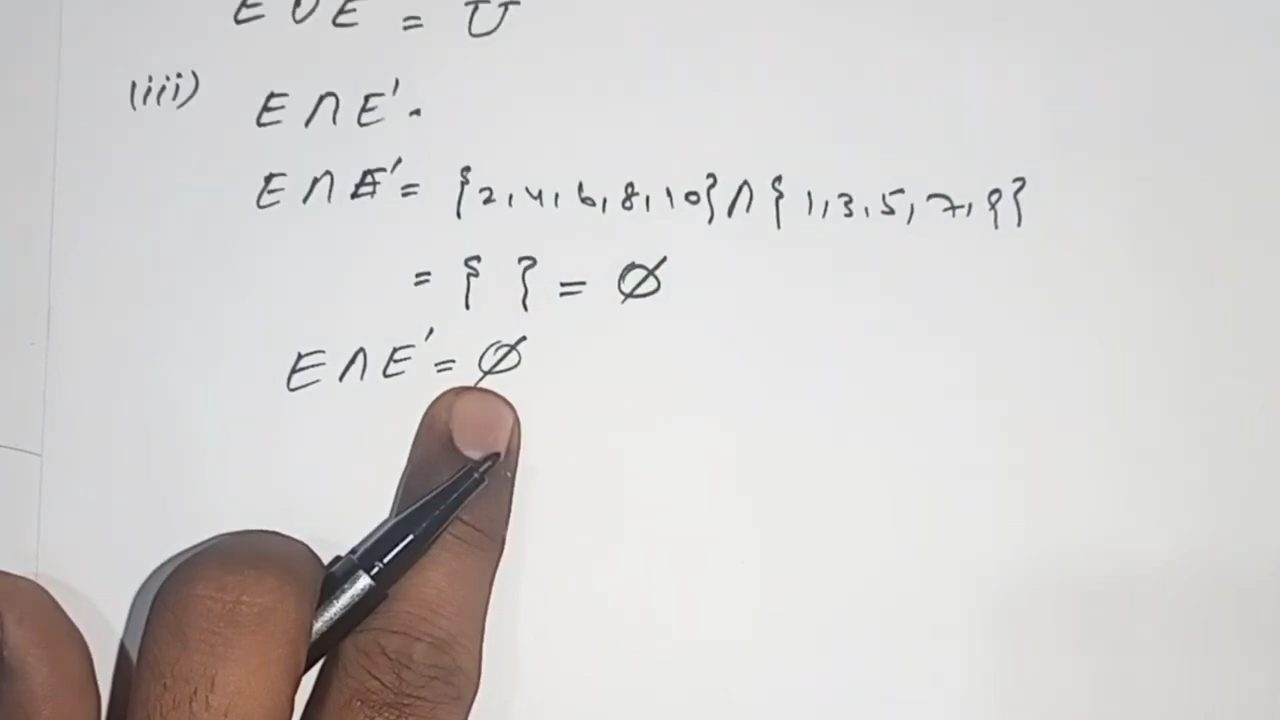 E U E = U
(iii) E ∩ E'.
E ∩ E' = {2, 4, 6, 8, 10} ∩ {1, 3, 5, 7, 9}
= { } = Ø
E ∩ E' = Ø